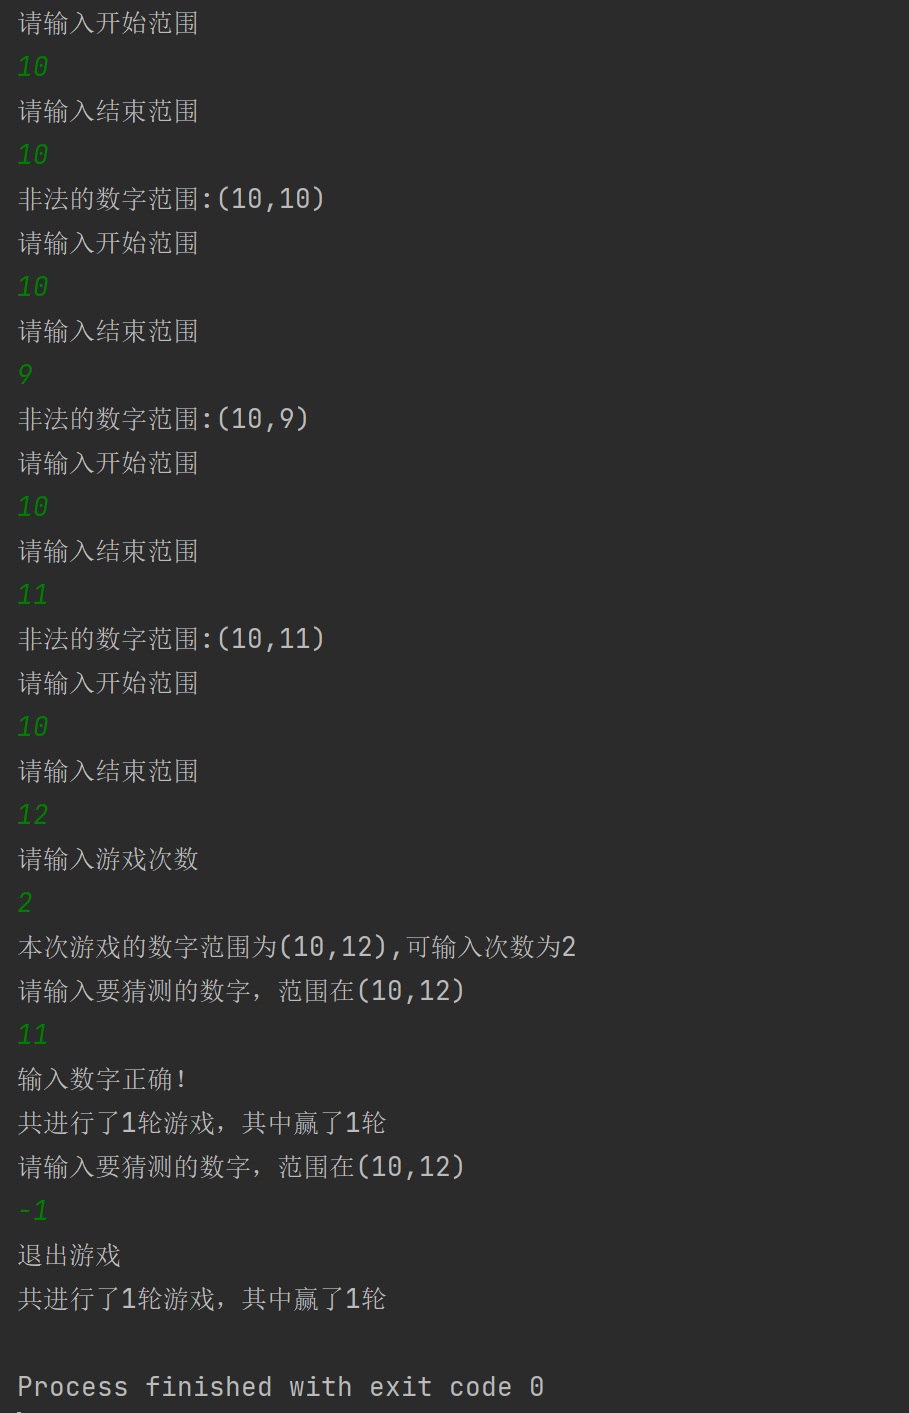 请输入开始范围
10
请输入结束范围
10
非法的数字范围:(10,10)
请输入开始范围
10
请输入结束范围
9
非法的数字范围:(10,9)
请输入开始范围
10
请输入结束范围
11
非法的数字范围:(10,11)
请输入开始范围
10
请输入结束范围
12
请输入游戏次数
2
本次游戏的数字范围为(10,12),可输入次数为2
请输入要猜测的数字，范围在(10,12)
11
输入数字正确！
共进行了1轮游戏，其中赢了1轮
请输入要猜测的数字，范围在(10,12)
-1
退出游戏
共进行了1轮游戏，其中赢了1轮
Process finished with exit code 0